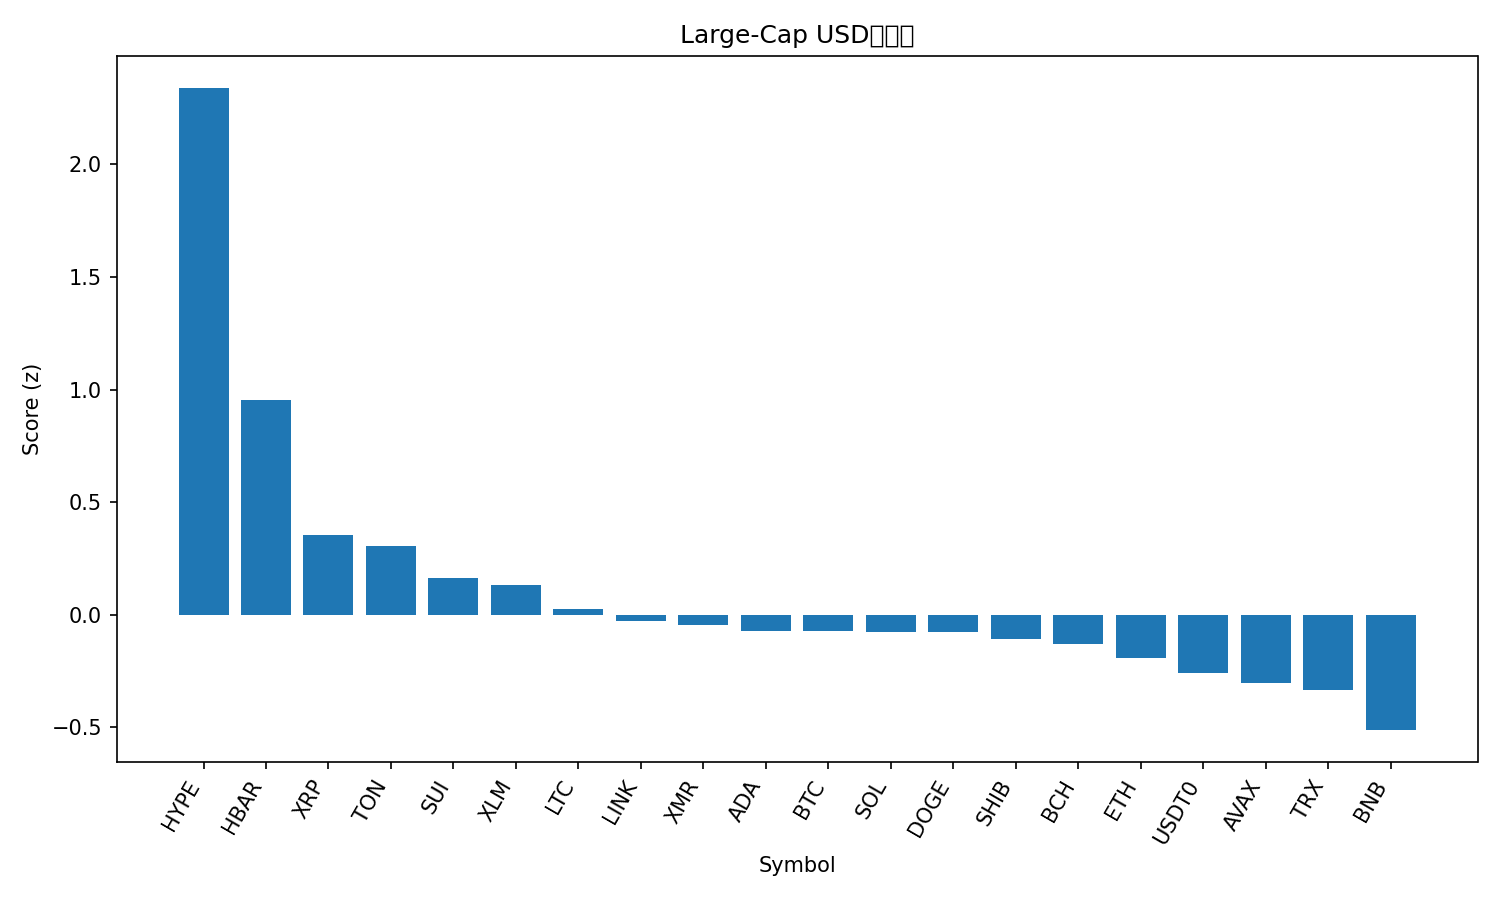 Large-Cap USD
Score (z)
2.0
1.5
1.0
0.5
0.0
−0.5
HYPE
HBAR
XRP
TON
SUI
XLM
LTC
LINK
XMR
ADA
BTC
SOL
DOGE
SHIB
BCH
ETH
USDT0
AVAX
TRX
BNB
Symbol